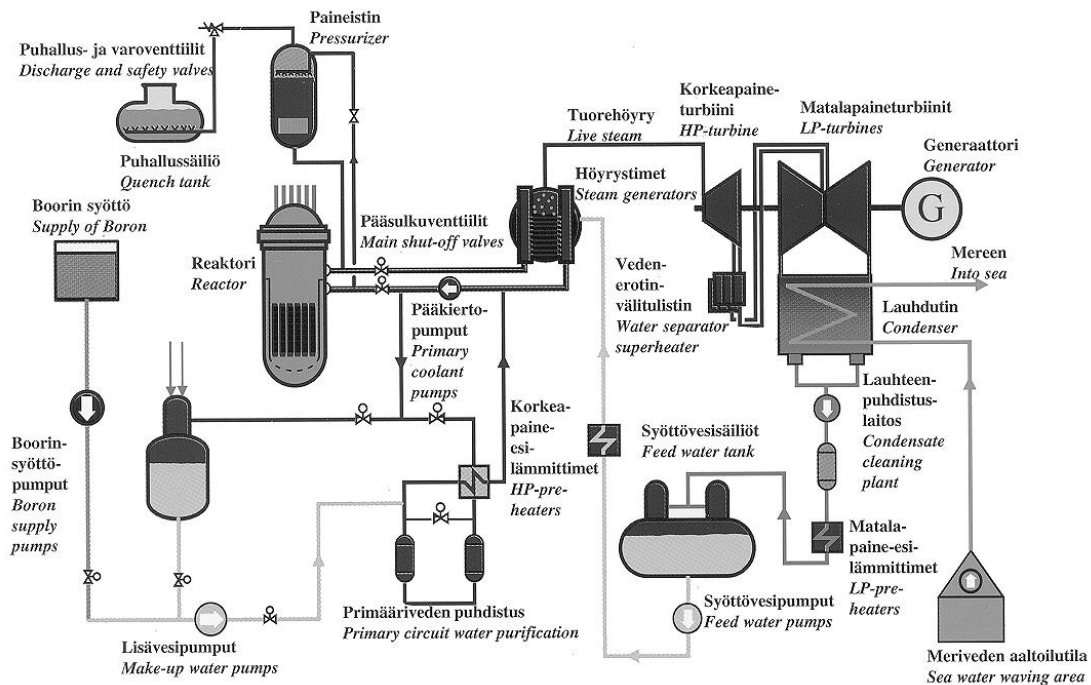 Paineistin
Pressurizer
Puhallus- ja varoventtiilit
Discharge and safety valves
Puhallussäiliö
Quench tank
Korkeapaine-
turbiini
HP-turbine
Matalapaineturbiinit
LP-turbines
Tuorehöyry
Live steam
Generaattori
Generator
G
Höyrystimet
Steam generators
Boorin syöttö
Supply of Boron
Pääsulkuventtiilit
Main shut-off valves
Reaktori
Reactor
Mereen
Into sea
Veden-
erotin-
välitulistin
Water separator
superheater
Lauhdutin
Condenser
Pääkierto-
pumput
Primary
coolant
pumps
Lauhteen-
puhdistus-
laitos
Condensate
cleaning
plant
Korkea-
paine-
esi-
lämmittimet
HP-pre-
heaters
Syöttövesisäiliöt
Feed water tank
Boorin-
syöttö-
pumput
Boron
supply
pumps
Matala-
paine-esi-
lämmittimet
LP-pre-
heaters
Primääriveden puhdistus
Primary circuit water purification
Syöttövesipumput
Feed water pumps
Lisävesipumput
Make-up water pumps
Meriveden aaltoilutila
Sea water waving area